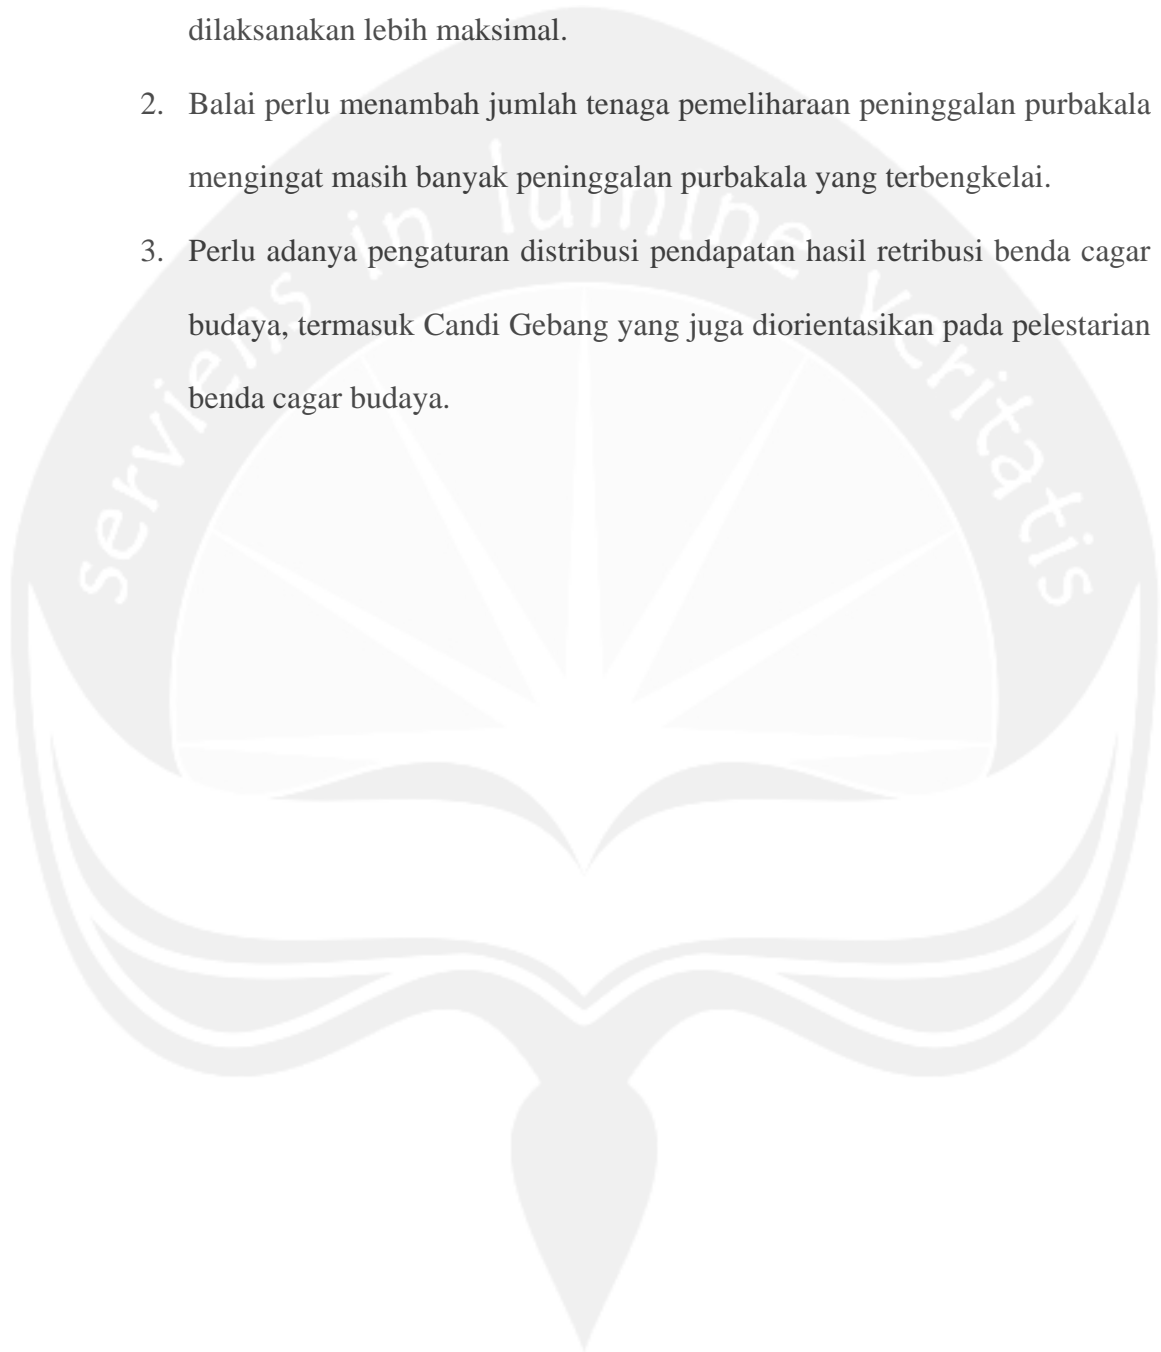 dilaksanakan lebih maksimal.
2. Balai perlu menambah jumlah tenaga pemeliharaan peninggalan purbakala
mengingat masih banyak peninggalan purbakala yang terbengkelai.
3. Perlu adanya pengaturan distribusi pendapatan hasil retribusi benda cagar
budaya, termasuk Candi Gebang yang juga diorientasikan pada pelestarian
benda cagar budaya.
serviens in lumine veritatis